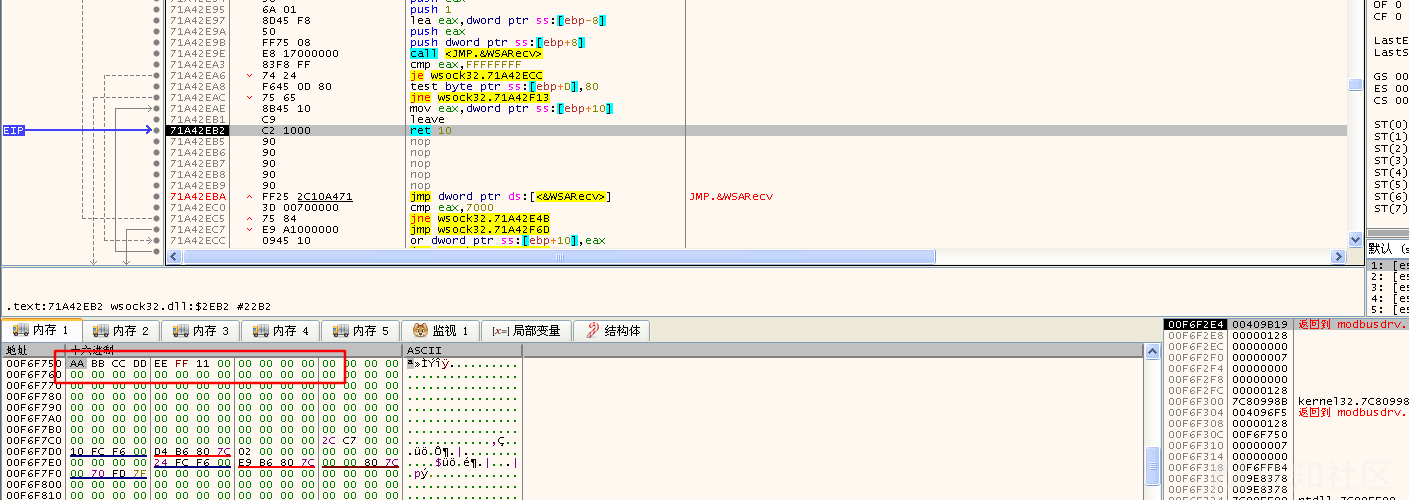 71A42E95 6A 01 push 1
71A42E97 8D45 F8 lea eax,dword ptr ss:[ebp-8]
71A42E9A 50 push eax
71A42E9B FF75 08 push dword ptr ss:[ebp+8]
71A42E9E E8 17000000 call <JMP.&WSARecv>
71A42EA3 83F8 FF cmp eax,FFFFFFFF
71A42EA6 74 24 je wsock32.71A42ECC
71A42EA8 F645 0D 80 test byte ptr ss:[ebp+D],80
71A42EAC 75 65 jne wsock32.71A42F13
71A42EAE 8B45 10 mov eax,dword ptr ss:[ebp+10]
71A42EB1 C9 leave
EIP 71A42EB2 C2 1000 ret 10
71A42EB5 90 nop
71A42EB6 90 nop
71A42EB7 90 nop
71A42EB8 90 nop
71A42EB9 90 nop
71A42EBA FF25 2C10A471 jmp dword ptr ds:[<&WSARecv>] JMP.&WSARecv
71A42EC0 3D 00700000 cmp eax,7000
71A42EC5 75 84 jne wsock32.71A42E4B
71A42EC7 E9 A1000000 jmp wsock32.71A42F6D
71A42ECC 0945 10 or dword ptr ss:[ebp+10],eax
OF 0
CF 0
LastE
LastS
GS 00
ES 00
CS 00
ST(0)
ST(1)
ST(2)
ST(3)
ST(4)
ST(5)
ST(6)
ST(7)
默认 (s
1: [es
2: [es
3: [es
4: [es
5: [es
.text:71A42EB2 wsock32.dll:$2EB2 #22B2
内存 1 内存 2 内存 3 内存 4 内存 5 监视 1 [x=] 局部变量 结构体
地址 十六进制 ASCII
00F6F750 AA BB CC DD EE FF 11 00 00 00 00 00 00 00 00 00 ª»ÌÝîÿ..........
00F6F760 00 00 00 00 00 00 00 00 00 00 00 00 00 00 00 00 ................
00F6F770 00 00 00 00 00 00 00 00 00 00 00 00 00 00 00 00 ................
00F6F780 00 00 00 00 00 00 00 00 00 00 00 00 00 00 00 00 ................
00F6F790 00 00 00 00 00 00 00 00 00 00 00 00 00 00 00 00 ................
00F6F7A0 00 00 00 00 00 00 00 00 00 00 00 00 00 00 00 00 ................
00F6F7B0 00 00 00 00 00 00 00 00 00 00 00 00 00 00 00 00 ................
00F6F7C0 00 00 00 00 00 00 00 00 00 00 00 00 2C C7 00 00 ............,Ç..
00F6F7D0 10 FC F6 00 D4 B6 80 7C 02 00 00 00 00 00 00 00 .üö.Ô¶.|........
00F6F7E0 00 00 00 00 24 FC F6 00 E9 B6 80 7C 00 00 80 7C ....$üö.é¶.|...|
00F6F7F0 00 70 FD 7F 00 00 00 00 00 00 00 00 00 00 00 00 .pý.............
00F6F800 00 00 00 00 00 00 00 00 00 00 00 00 00 00 00 00 ................
00F6F810 00 00 00 00 00 00 00 00 00 00 00 00 00 00 00 00 ................
00F6F2E4 00409B19 返回到 modbusdrv.
00F6F2E8 00000128
00F6F2EC 00000000
00F6F2F0 00000007
00F6F2F4 00000000
00F6F2F8 00000000
00F6F2FC 00000128
00F6F300 7C80998B kernel32.7C80998
00F6F304 004096F5 返回到 modbusdrv.
00F6F308 00000128
00F6F30C 00F6F750
00F6F310 00000007
00F6F314 00000000
00F6F318 00F6FFB4
00F6F31C 009E8378
00F6F320 009E8378
知社区